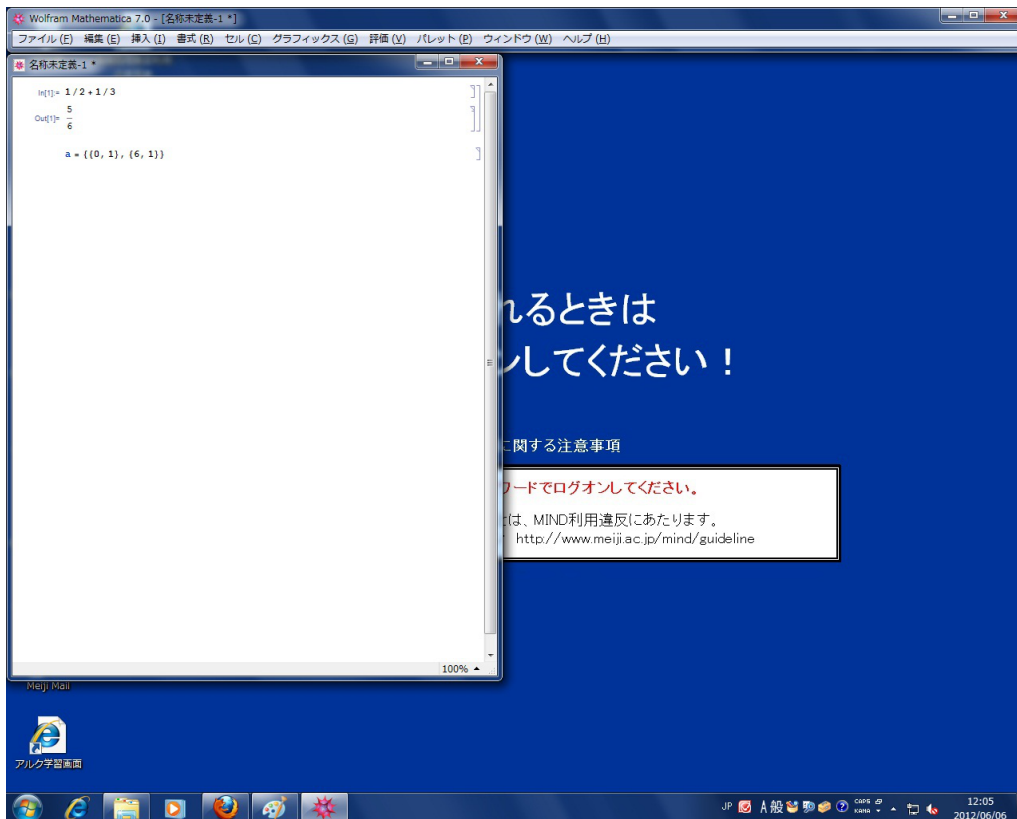 Wolfram Mathematica 7.0 - [名称未定義-1 *]
ファイル(F) 編集(E) 挿入(I) 書式(R) セル(C) グラフィックス(G) 評価(V) パレット(P) ウィンドウ(W) ヘルプ(H)
名称未定義-1 *
In[1]:= 1/2+1/3
Out[1]= 5
6
a = {{0, 1}, {6, 1}}
れるときは
ンしてください！
に関する注意事項
ワードでログオンしてください。
は、MIND利用違反にあたります。
http://www.meiji.ac.jp/mind/guideline
100%
Meiji Mail
アルク学習画面
JP A 般 CAPS KANA 12:05
2012/06/06